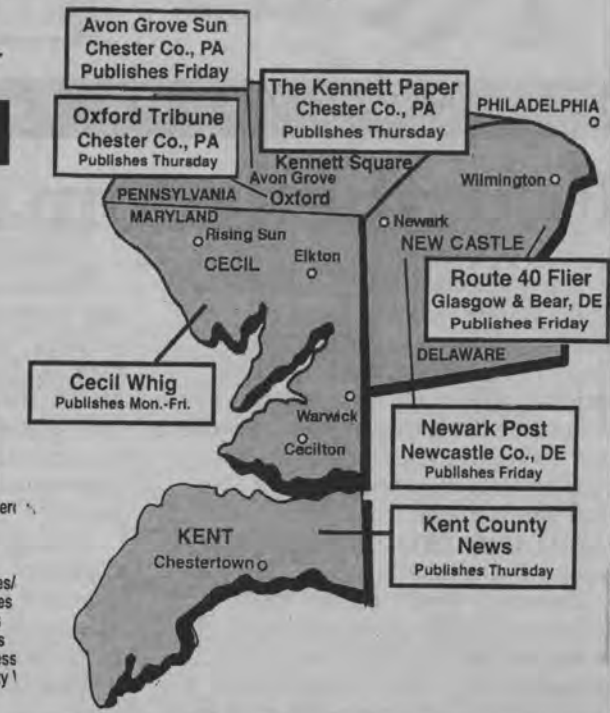 Avon Grove Sun
Chester Co., PA
Publishes Friday
The Kennett Paper
Chester Co., PA
Publishes Thursday
PHILADELPHIA
Oxford Tribune
Chester Co., PA
Publishes Thursday
Kennett Square
Avon Grove
Oxford
Wilmington
PENNSYLVANIA
MARYLAND
Rising Sun
CECIL
Elkton
Newark
NEW CASTLE
Route 40 Flier
Glasgow & Bear, DE
Publishes Friday
DELAWARE
Cecil Whig
Publishes Mon.-Fri.
Warwick
Cecilton
Newark Post
Newcastle Co., DE
Publishes Friday
KENT
Chestertown
Kent County
News
Publishes Thursday